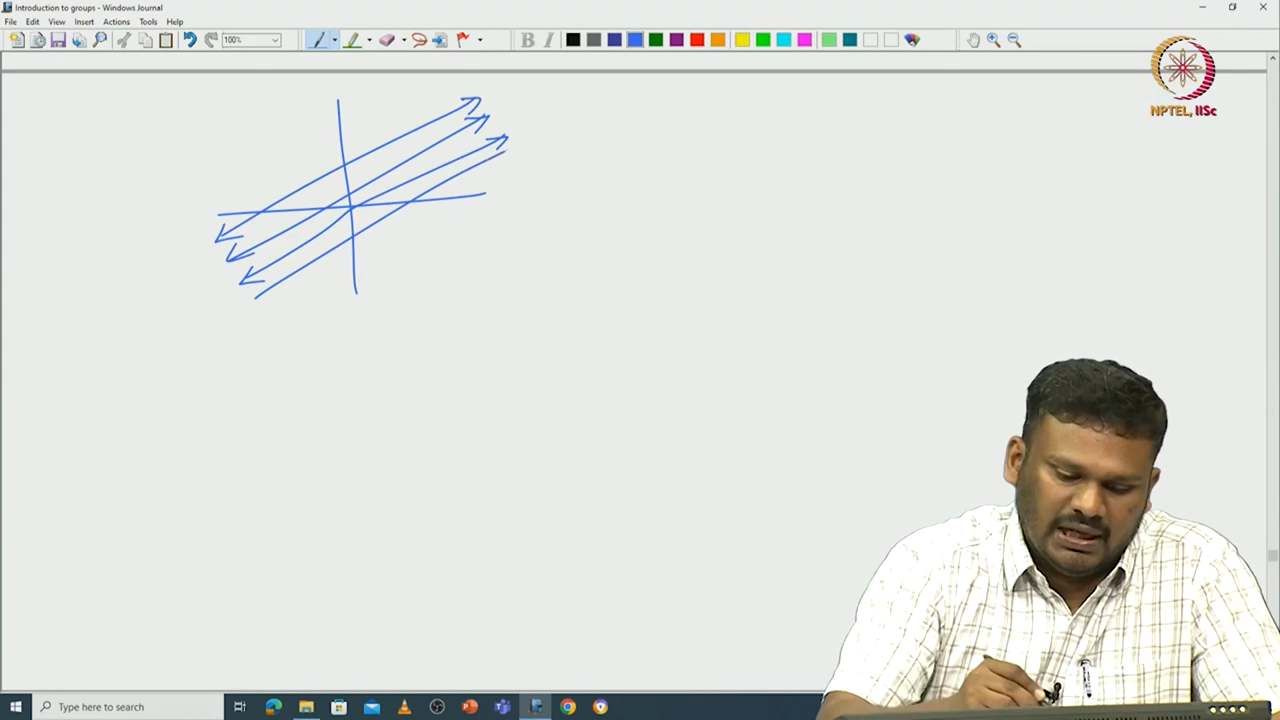 Introduction to groups - Windows Journal
File Edit View Insert Actions Tools Help
100%
B I
NPTEL, IISc
Type here to search